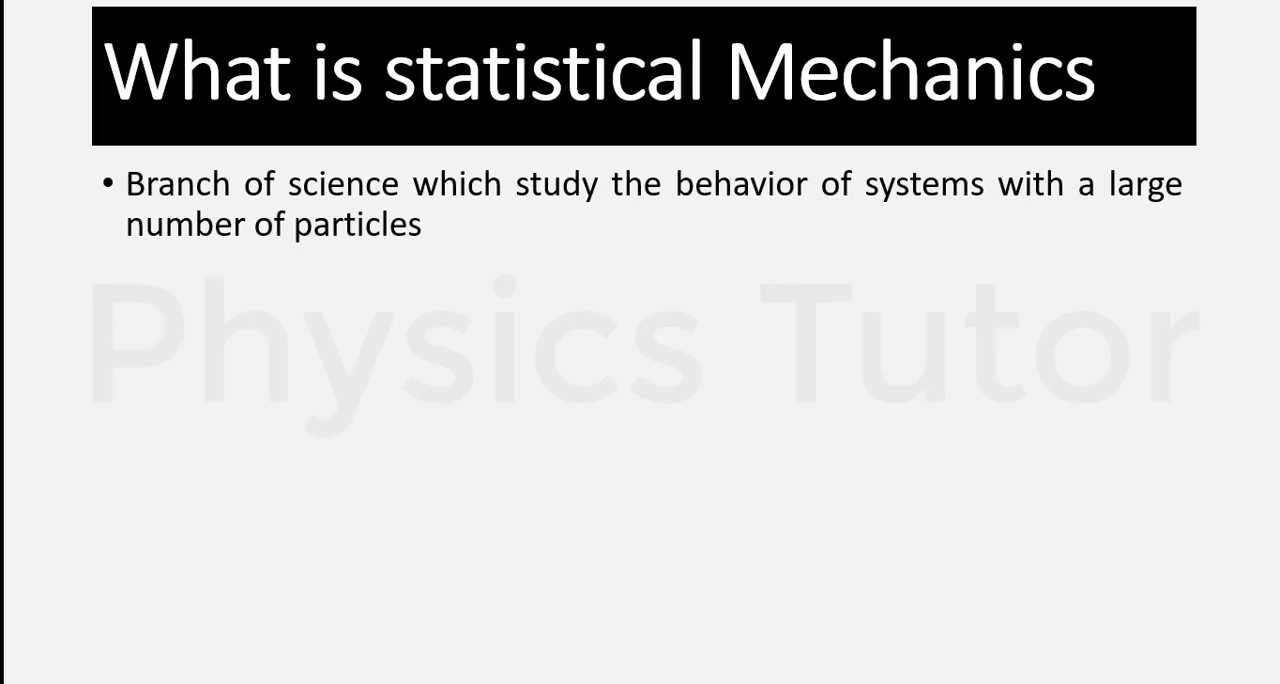 What is statistical Mechanics
• Branch of science which study the behavior of systems with a large
number of particles
Physics Tutor